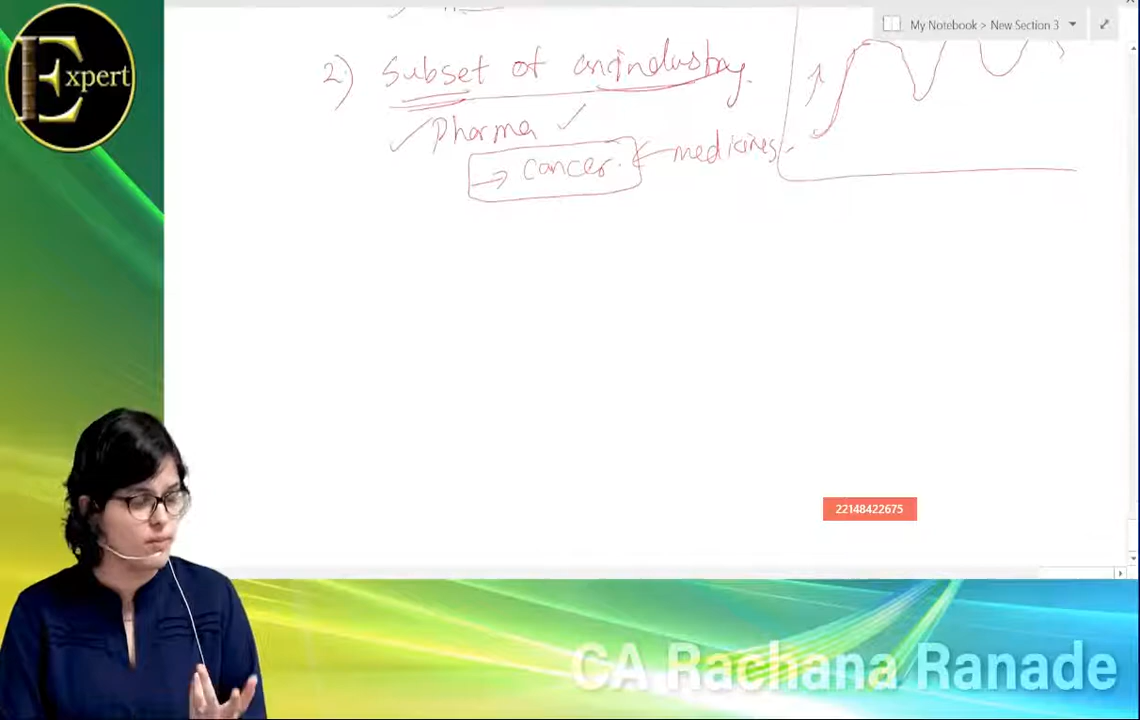 Expert
My Notebook > New Section 3
2) Subset of an industry.
Pharma
→ Cancer. ← medicines
22148422675
CA Rachana Ranade